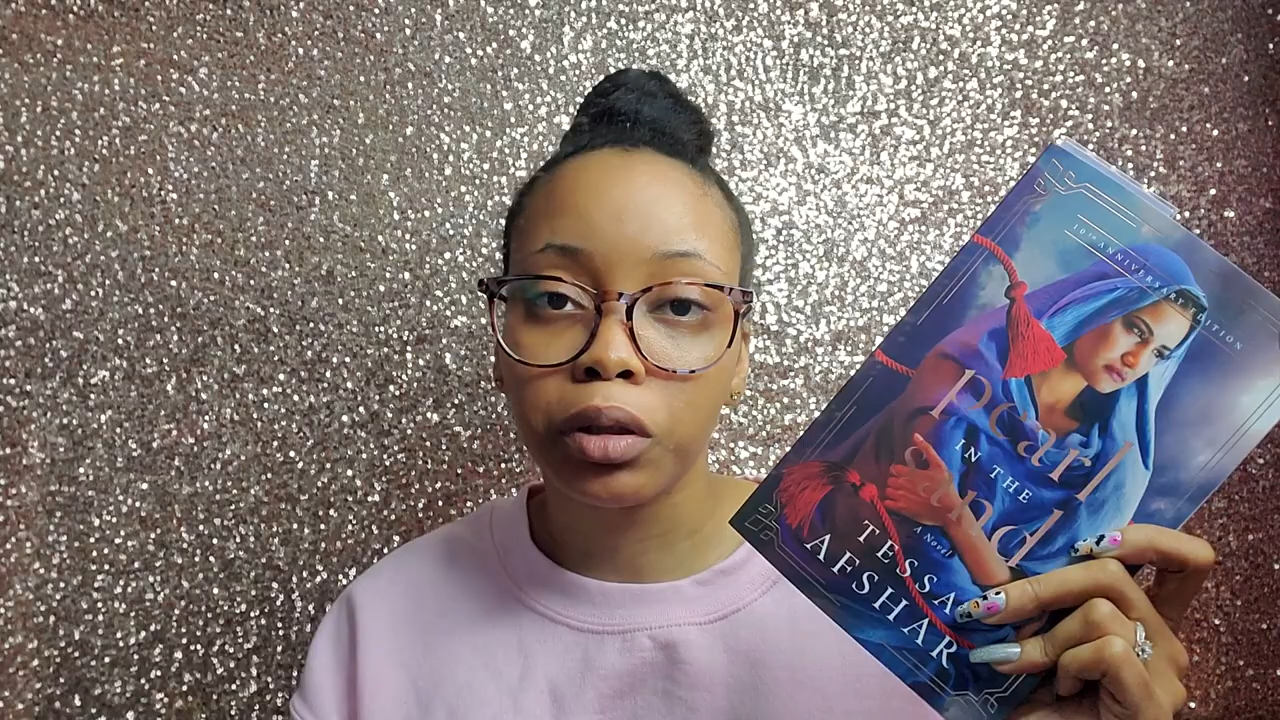 10TH ANNIVERSARY EDITION
pearl
IN THE
sand
A Novel
TESSA
AFSHAR